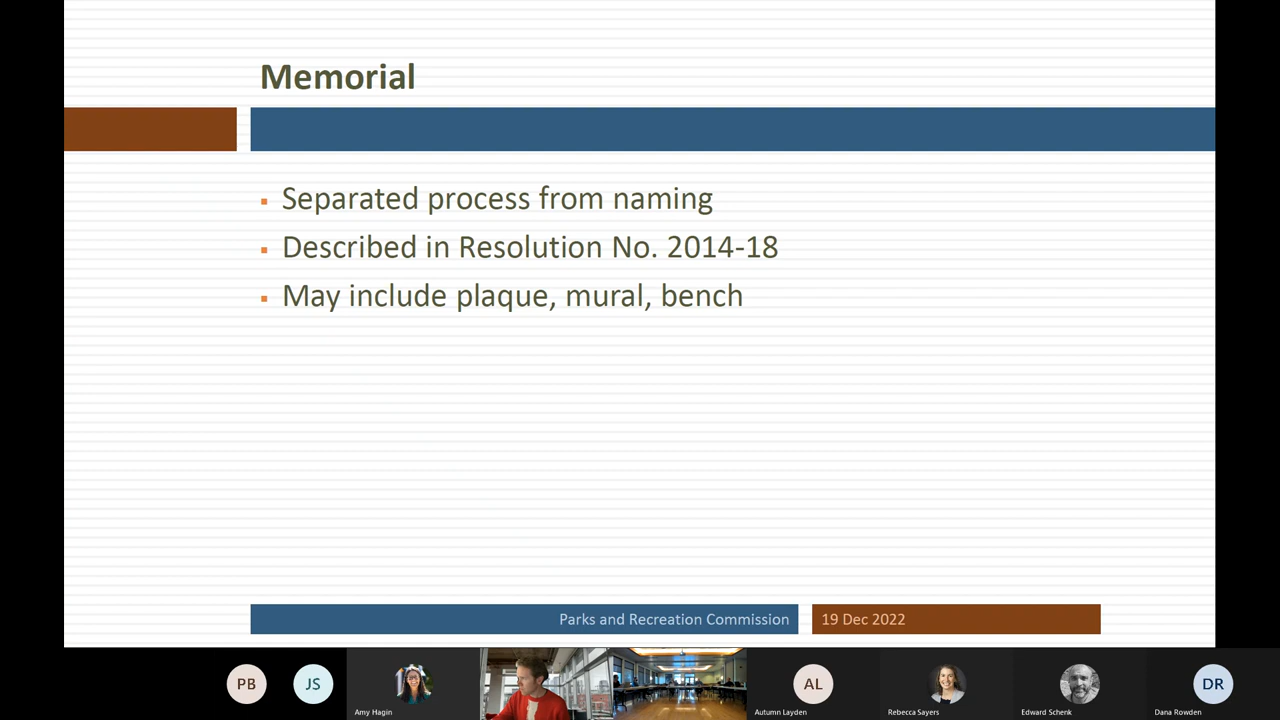 Memorial
Separated process from naming
Described in Resolution No. 2014-18
May include plaque, mural, bench
Parks and Recreation Commission
19 Dec 2022
PB
JS
AL
DR
Amy Hagin
Autumn Layden
Rebecca Sayers
Edward Schenk
Dana Rowden